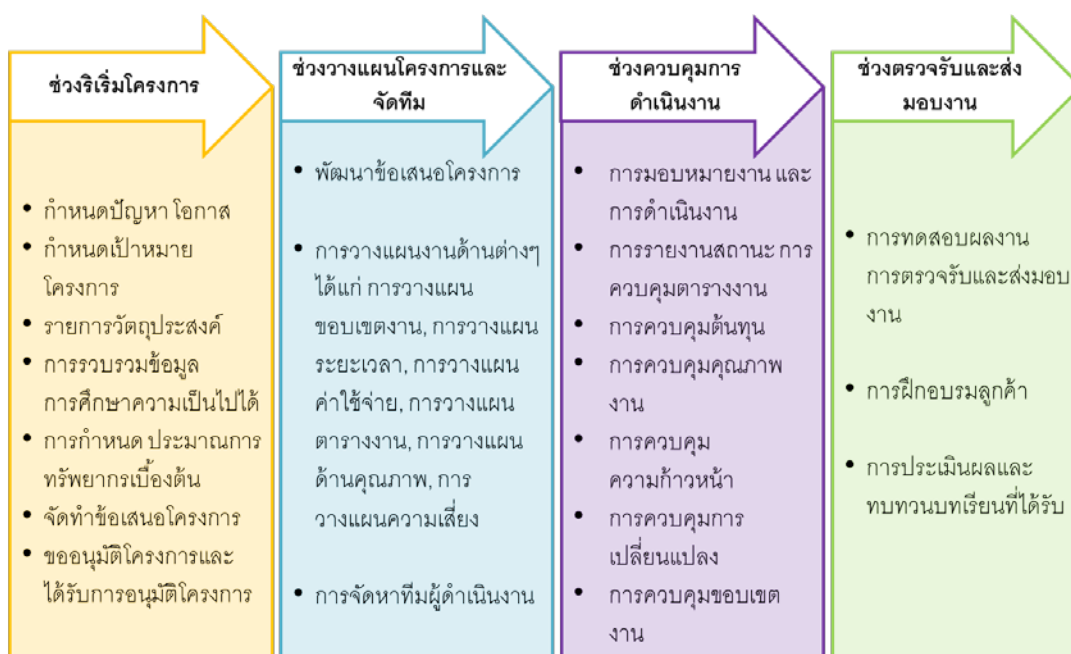 ช่วงริเริ่มโครงการ
กำหนดปัญหา โอกาส
กำหนดเป้าหมาย
โครงการ
รายการวัตถุประสงค์
การรวบรวมข้อมูล
การศึกษาความเป็นไปได้
การกำหนด ประมาณการ
ทรัพยากรเบื้องต้น
จัดทำข้อเสนอโครงการ
ขออนุมัติโครงการและ
ได้รับการอนุมัติโครงการ
ช่วงวางแผนโครงการและ
จัดทีม
พัฒนาข้อเสนอโครงการ
การวางแผนงานด้านต่างๆ
ได้แก่ การวางแผน
ขอบเขตงาน, การวางแผน
ระยะเวลา, การวางแผน
ค่าใช้จ่าย, การวางแผน
ตารางงาน, การวางแผน
ด้านคุณภาพ, การ
วางแผนความเสี่ยง
การจัดหาทีมผู้ดำเนินงาน
ช่วงควบคุมการ
ดำเนินงาน
การมอบหมายงาน และ
การดำเนินงาน
การรายงานสถานะ การ
ควบคุมตารางงาน
การควบคุมต้นทุน
การควบคุมคุณภาพ
งาน
การควบคุม
ความก้าวหน้า
การควบคุมการ
เปลี่ยนแปลง
การควบคุมขอบเขต
งาน
ช่วงตรวจรับและส่ง
มอบงาน
การทดสอบผลงาน
การตรวจรับและส่งมอบ
งาน
การฝึกอบรมลูกค้า
การประเมินผลและ
ทบทวนบทเรียนที่ได้รับ